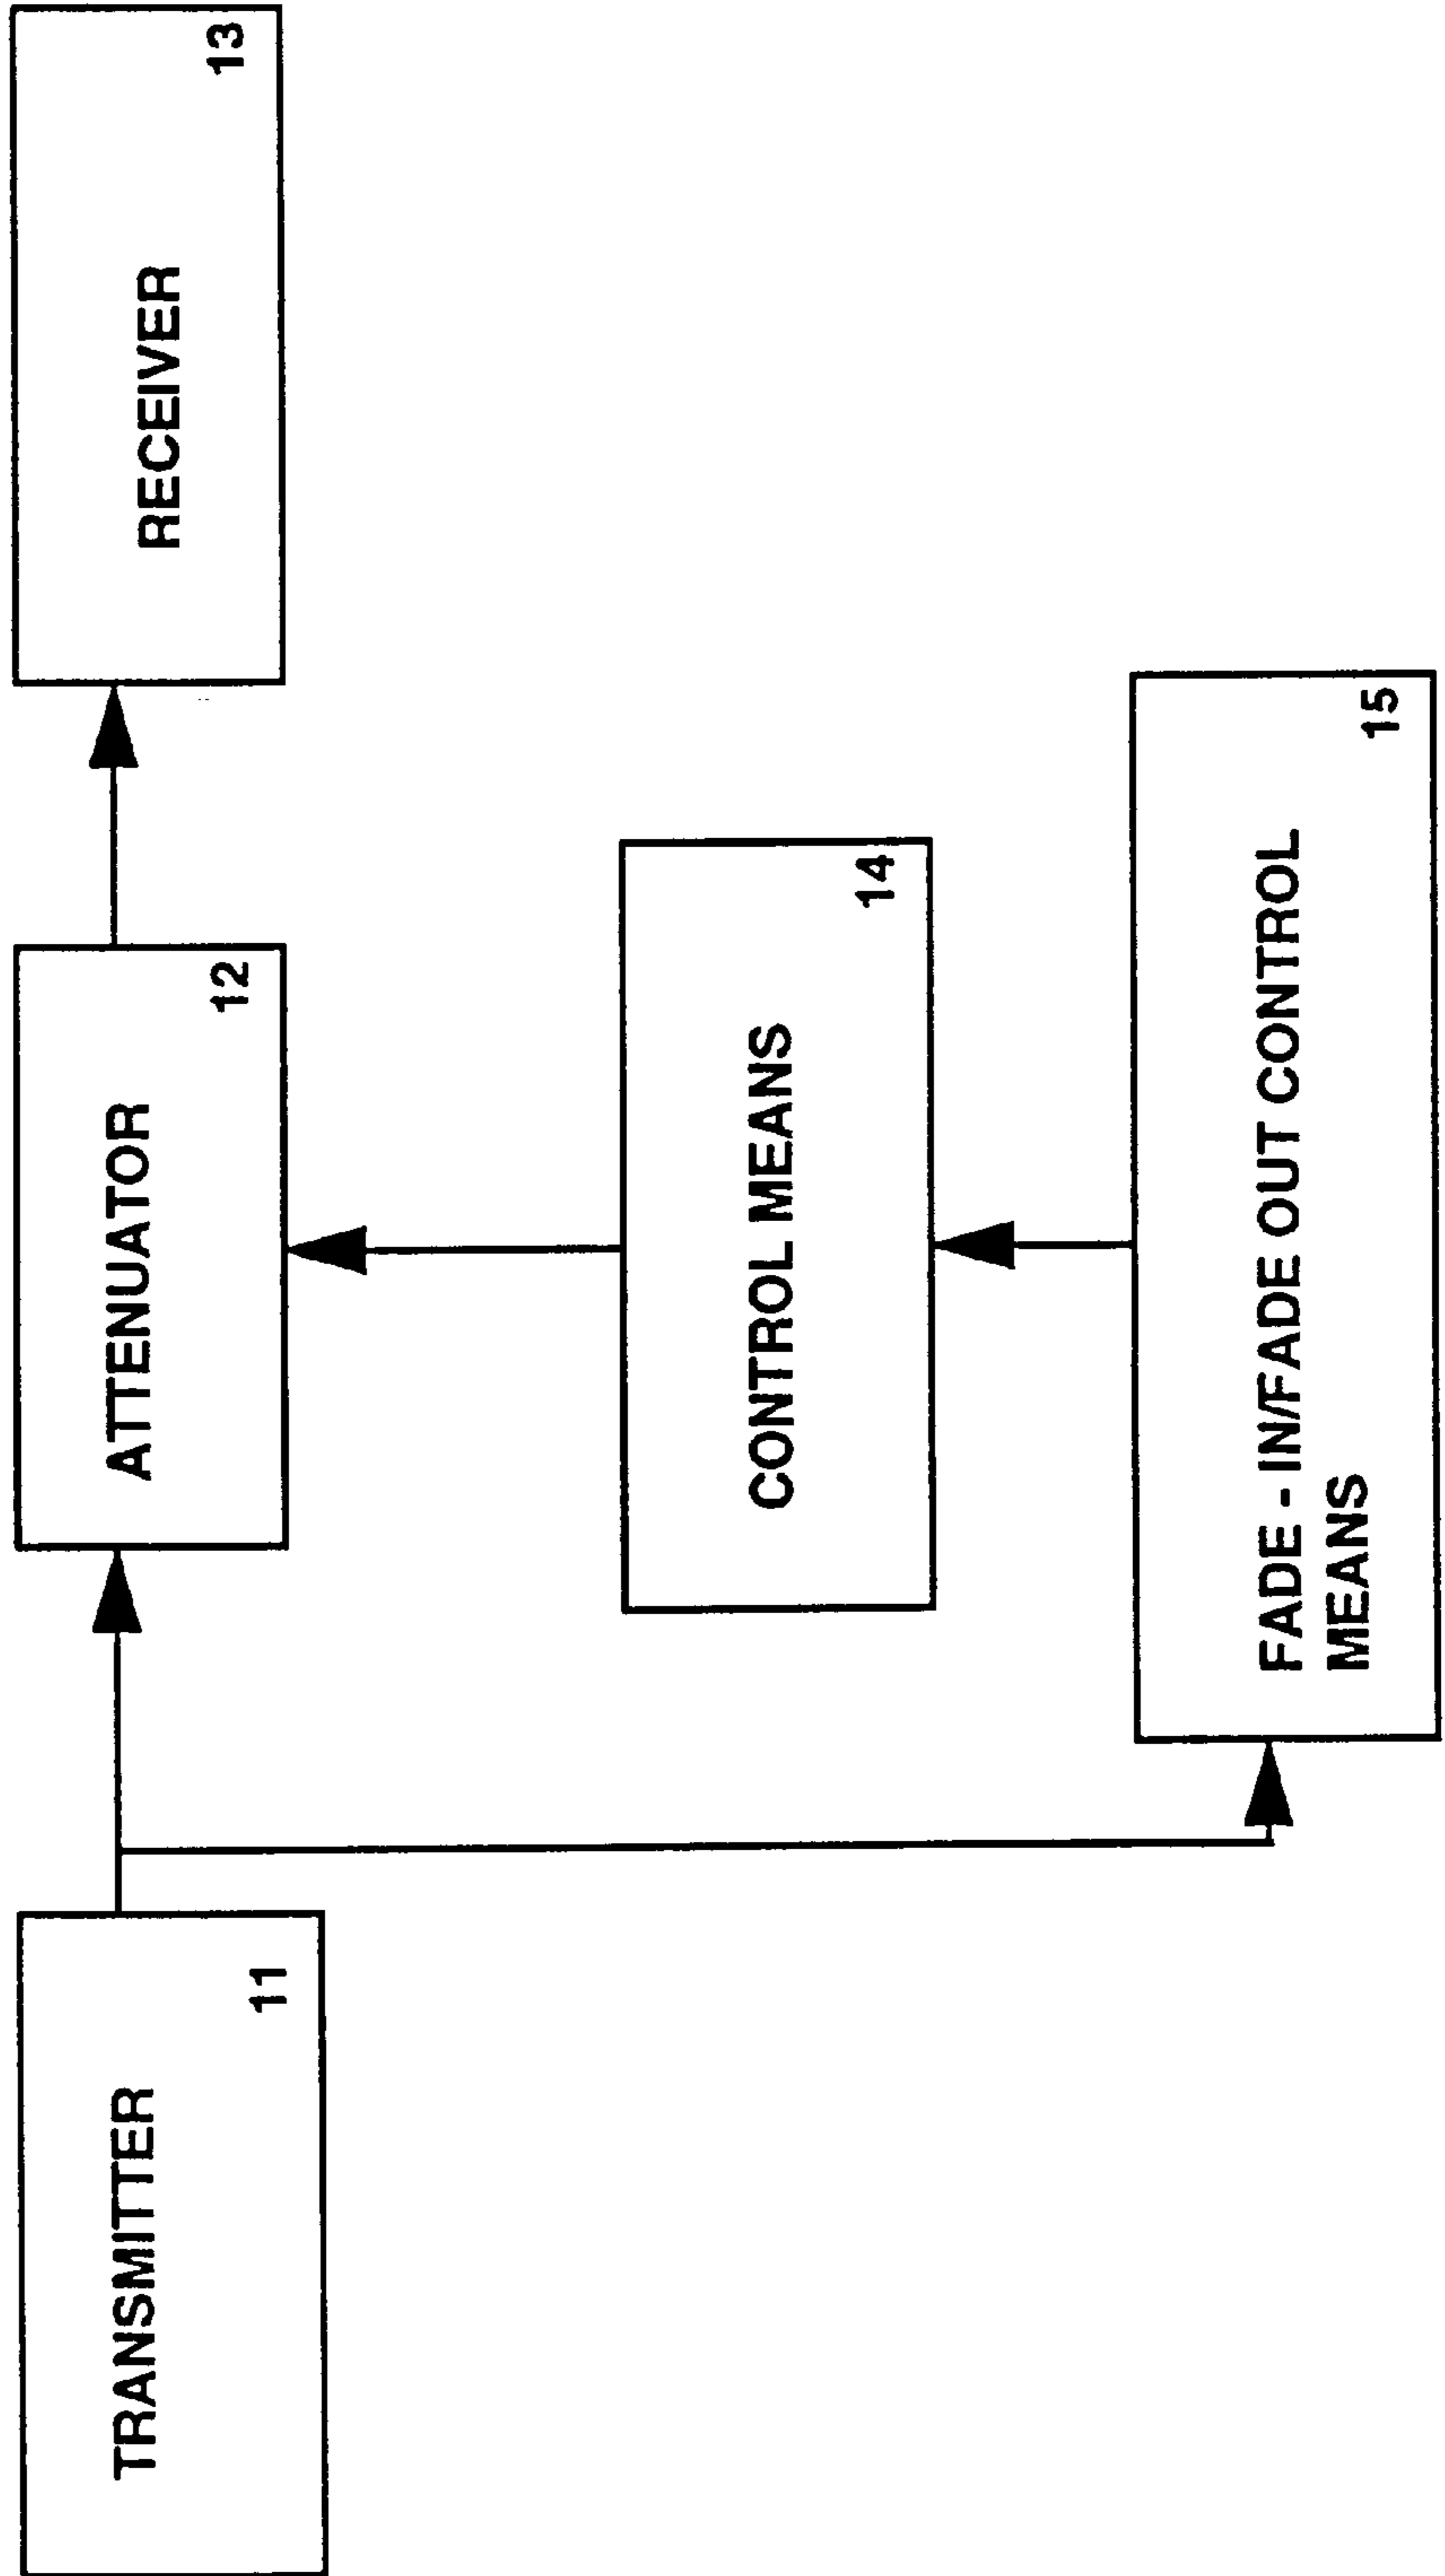 TRANSMITTER
11
ATTENUATOR
12
RECEIVER
13
CONTROL MEANS
14
FADE - IN/FADE OUT CONTROL
MEANS
15